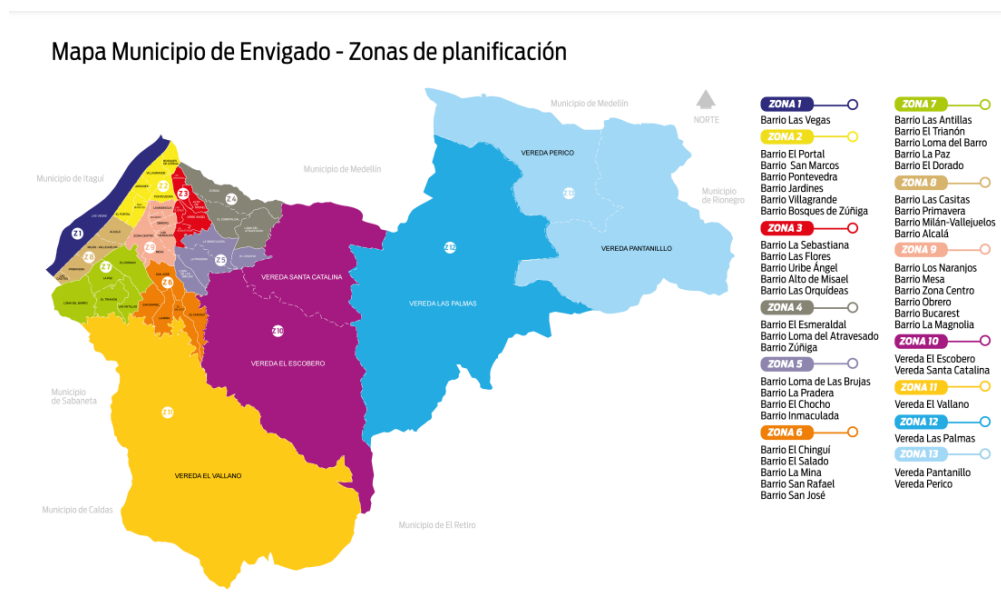 Mapa Municipio de Envigado - Zonas de planificación
Municipio de Medellín
NORTE
Municipio de Medellín
Municipio de Itaguí
Municipio de Rionegro
Municipio de Sabaneta
Municipio de Caldas
Municipio de El Retiro
VEREDA PERICO
VEREDA PANTANILLLO
VEREDA SANTA CATALINA
VEREDA LAS PALMAS
VEREDA EL ESCOBERO
VEREDA EL VALLANO
Z1
Z2
Z3
Z4
Z5
Z6
Z7
Z8
Z9
Z10
Z11
Z12
Z13
ZONA 1
Barrio Las Vegas
ZONA 2
Barrio El Portal
Barrio San Marcos
Barrio Pontevedra
Barrio Jardines
Barrio Villagrande
Barrio Bosques de Zúñiga
ZONA 3
Barrio La Sebastiana
Barrio Las Flores
Barrio Uribe Ángel
Barrio Alto de Misael
Barrio Las Orquídeas
ZONA 4
Barrio El Esmeraldal
Barrio Loma del Atravesado
Barrio Zúñiga
ZONA 5
Barrio Loma de Las Brujas
Barrio La Pradera
Barrio El Chocho
Barrio Inmaculada
ZONA 6
Barrio El Chinguí
Barrio El Salado
Barrio La Mina
Barrio San Rafael
Barrio San José
ZONA 7
Barrio Las Antillas
Barrio El Trianón
Barrio Loma del Barro
Barrio La Paz
Barrio El Dorado
ZONA 8
Barrio Las Casitas
Barrio Primavera
Barrio Milán-Vallejuelos
Barrio Alcalá
ZONA 9
Barrio Los Naranjos
Barrio Mesa
Barrio Zona Centro
Barrio Obrero
Barrio Bucarest
Barrio La Magnolia
ZONA 10
Vereda El Escobero
Vereda Santa Catalina
ZONA 11
Vereda El Vallano
ZONA 12
Vereda Las Palmas
ZONA 13
Vereda Pantanillo
Vereda Perico